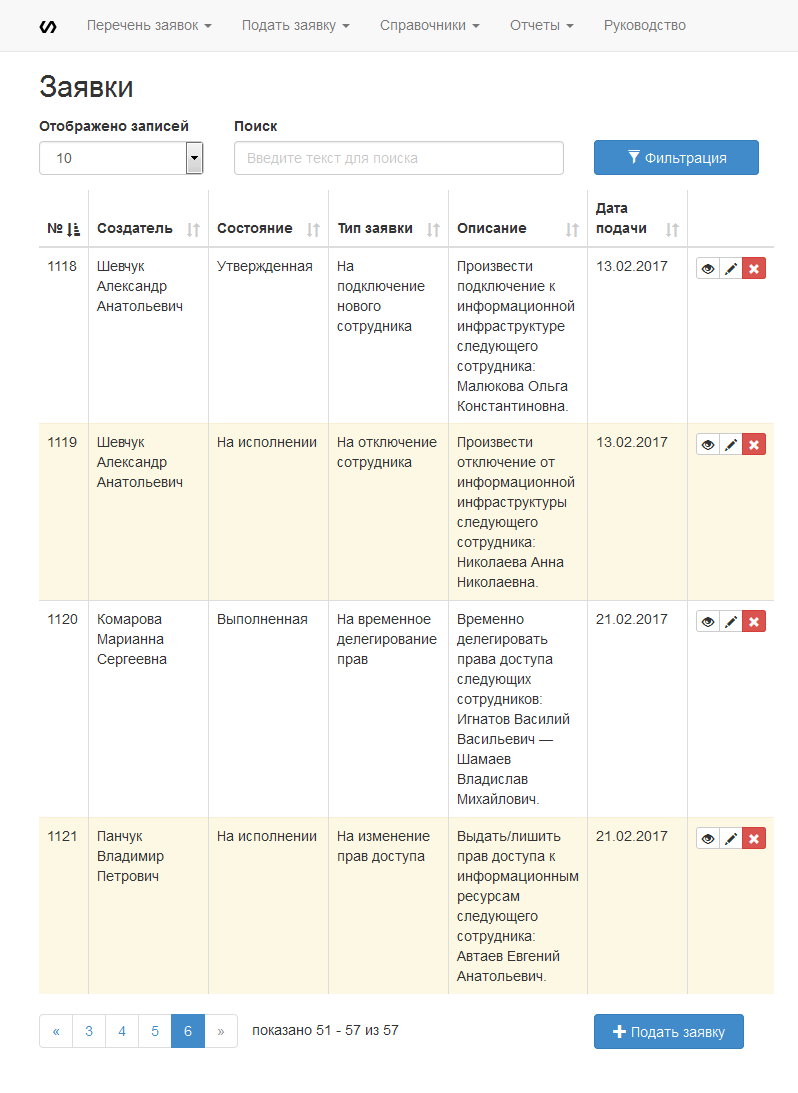 Перечень заявок Подать заявку Справочники Отчеты Руководство
Заявки
Отображено записей Поиск
10 Введите текст для поиска Фильтрация
№ Создатель Состояние Тип заявки Описание Дата подачи
1118 Шевчук Александр Анатольевич Утвержденная На подключение нового сотрудника Произвести подключение к информационной инфраструктуре следующего сотрудника: Малюкова Ольга Константиновна. 13.02.2017
1119 Шевчук Александр Анатольевич На исполнении На отключение сотрудника Произвести отключение от информационной инфраструктуры следующего сотрудника: Николаева Анна Николаевна. 13.02.2017
1120 Комарова Марианна Сергеевна Выполненная На временное делегирование прав Временно делегировать права доступа следующих сотрудников: Игнатов Василий Васильевич — Шамаев Владислав Михайлович. 21.02.2017
1121 Панчук Владимир Петрович На исполнении На изменение прав доступа Выдать/лишить прав доступа к информационным ресурсам следующего сотрудника: Автаев Евгений Анатольевич. 21.02.2017
« 3 4 5 6 » показано 51 - 57 из 57 Подать заявку